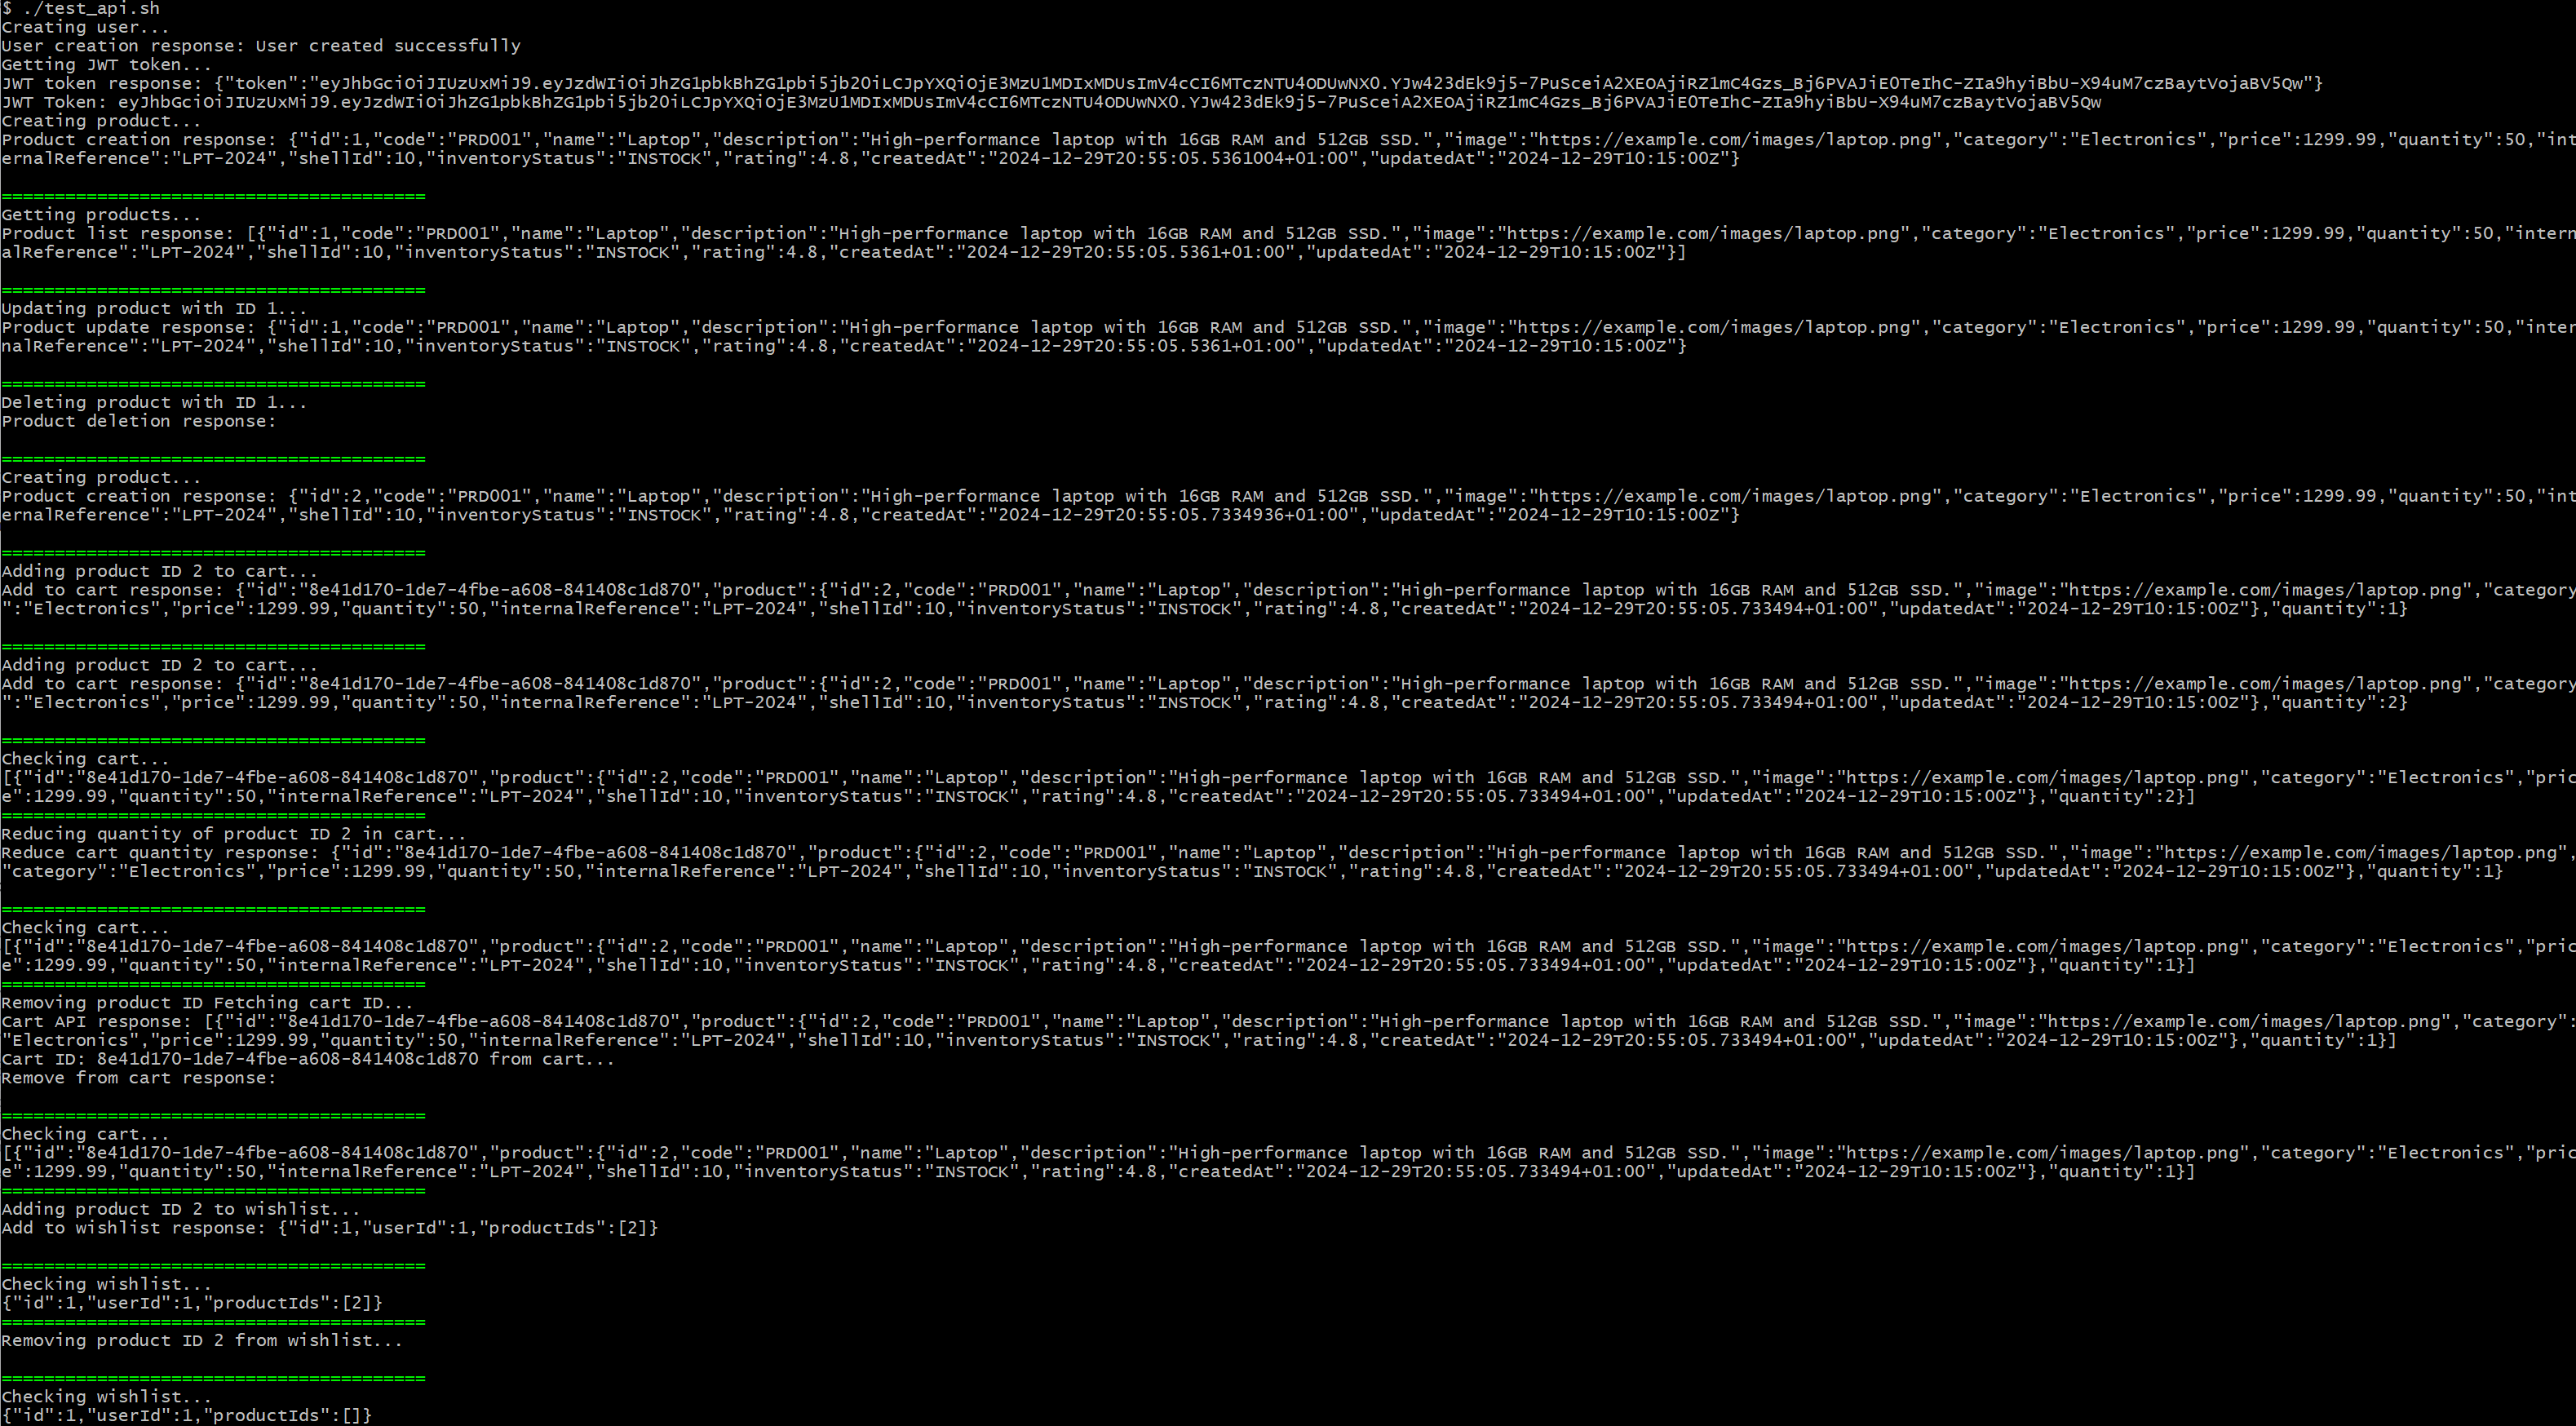 $ ./test_api.sh
Creating user...
User creation response: User created successfully
Getting JWT token...
JWT token response: {"token":"eyJhbGciOiJIUzUxMiJ9.eyJzdWIiOiJhZG1pbkBhZG1pbi5jb20iLCJpYXQiOjE3MzU1MDIxMDUsImV4cCI6MTczNTU4ODUwNX0.YJw423dEk9j5-7PuSceiA2XEOAjiRZ1mC4Gzs_Bj6PVAJiE0TeIhC-ZIa9hyiBbU-X94uM7czBaytVojaBV5Qw"}
JWT Token: eyJhbGciOiJIUzUxMiJ9.eyJzdWIiOiJhZG1pbkBhZG1pbi5jb20iLCJpYXQiOjE3MzU1MDIxMDUsImV4cCI6MTczNTU4ODUwNX0.YJw423dEk9j5-7PuSceiA2XEOAjiRZ1mC4Gzs_Bj6PVAJiE0TeIhC-ZIa9hyiBbU-X94uM7czBaytVojaBV5Qw
Creating product...
Product creation response: {"id":1,"code":"PRD001","name":"Laptop","description":"High-performance laptop with 16GB RAM and 512GB SSD.","image":"https://example.com/images/laptop.png","category":"Electronics","price":1299.99,"quantity":50,"int
ernalReference":"LPT-2024","shellId":10,"inventoryStatus":"INSTOCK","rating":4.8,"createdAt":"2024-12-29T20:55:05.5361004+01:00","updatedAt":"2024-12-29T10:15:00Z"}
========================================
Getting products...
Product list response: [{"id":1,"code":"PRD001","name":"Laptop","description":"High-performance laptop with 16GB RAM and 512GB SSD.","image":"https://example.com/images/laptop.png","category":"Electronics","price":1299.99,"quantity":50,"intern
alReference":"LPT-2024","shellId":10,"inventoryStatus":"INSTOCK","rating":4.8,"createdAt":"2024-12-29T20:55:05.5361+01:00","updatedAt":"2024-12-29T10:15:00Z"}]
========================================
Updating product with ID 1...
Product update response: {"id":1,"code":"PRD001","name":"Laptop","description":"High-performance laptop with 16GB RAM and 512GB SSD.","image":"https://example.com/images/laptop.png","category":"Electronics","price":1299.99,"quantity":50,"inter
nalReference":"LPT-2024","shellId":10,"inventoryStatus":"INSTOCK","rating":4.8,"createdAt":"2024-12-29T20:55:05.5361+01:00","updatedAt":"2024-12-29T10:15:00Z"}
========================================
Deleting product with ID 1...
Product deletion response:
========================================
Creating product...
Product creation response: {"id":2,"code":"PRD001","name":"Laptop","description":"High-performance laptop with 16GB RAM and 512GB SSD.","image":"https://example.com/images/laptop.png","category":"Electronics","price":1299.99,"quantity":50,"int
ernalReference":"LPT-2024","shellId":10,"inventoryStatus":"INSTOCK","rating":4.8,"createdAt":"2024-12-29T20:55:05.7334936+01:00","updatedAt":"2024-12-29T10:15:00Z"}
========================================
Adding product ID 2 to cart...
Add to cart response: {"id":"8e41d170-1de7-4fbe-a608-841408c1d870","product":{"id":2,"code":"PRD001","name":"Laptop","description":"High-performance laptop with 16GB RAM and 512GB SSD.","image":"https://example.com/images/laptop.png","category
":"Electronics","price":1299.99,"quantity":50,"internalReference":"LPT-2024","shellId":10,"inventoryStatus":"INSTOCK","rating":4.8,"createdAt":"2024-12-29T20:55:05.733494+01:00","updatedAt":"2024-12-29T10:15:00Z"},"quantity":1}
========================================
Adding product ID 2 to cart...
Add to cart response: {"id":"8e41d170-1de7-4fbe-a608-841408c1d870","product":{"id":2,"code":"PRD001","name":"Laptop","description":"High-performance laptop with 16GB RAM and 512GB SSD.","image":"https://example.com/images/laptop.png","category
":"Electronics","price":1299.99,"quantity":50,"internalReference":"LPT-2024","shellId":10,"inventoryStatus":"INSTOCK","rating":4.8,"createdAt":"2024-12-29T20:55:05.733494+01:00","updatedAt":"2024-12-29T10:15:00Z"},"quantity":2}
========================================
Checking cart...
[{"id":"8e41d170-1de7-4fbe-a608-841408c1d870","product":{"id":2,"code":"PRD001","name":"Laptop","description":"High-performance laptop with 16GB RAM and 512GB SSD.","image":"https://example.com/images/laptop.png","category":"Electronics","pric
e":1299.99,"quantity":50,"internalReference":"LPT-2024","shellId":10,"inventoryStatus":"INSTOCK","rating":4.8,"createdAt":"2024-12-29T20:55:05.733494+01:00","updatedAt":"2024-12-29T10:15:00Z"},"quantity":2}]
========================================
Reducing quantity of product ID 2 in cart...
Reduce cart quantity response: {"id":"8e41d170-1de7-4fbe-a608-841408c1d870","product":{"id":2,"code":"PRD001","name":"Laptop","description":"High-performance laptop with 16GB RAM and 512GB SSD.","image":"https://example.com/images/laptop.png",
"category":"Electronics","price":1299.99,"quantity":50,"internalReference":"LPT-2024","shellId":10,"inventoryStatus":"INSTOCK","rating":4.8,"createdAt":"2024-12-29T20:55:05.733494+01:00","updatedAt":"2024-12-29T10:15:00Z"},"quantity":1}
========================================
Checking cart...
[{"id":"8e41d170-1de7-4fbe-a608-841408c1d870","product":{"id":2,"code":"PRD001","name":"Laptop","description":"High-performance laptop with 16GB RAM and 512GB SSD.","image":"https://example.com/images/laptop.png","category":"Electronics","pric
e":1299.99,"quantity":50,"internalReference":"LPT-2024","shellId":10,"inventoryStatus":"INSTOCK","rating":4.8,"createdAt":"2024-12-29T20:55:05.733494+01:00","updatedAt":"2024-12-29T10:15:00Z"},"quantity":1}]
========================================
Removing product ID Fetching cart ID...
Cart API response: [{"id":"8e41d170-1de7-4fbe-a608-841408c1d870","product":{"id":2,"code":"PRD001","name":"Laptop","description":"High-performance laptop with 16GB RAM and 512GB SSD.","image":"https://example.com/images/laptop.png","category":
"Electronics","price":1299.99,"quantity":50,"internalReference":"LPT-2024","shellId":10,"inventoryStatus":"INSTOCK","rating":4.8,"createdAt":"2024-12-29T20:55:05.733494+01:00","updatedAt":"2024-12-29T10:15:00Z"},"quantity":1}]
Cart ID: 8e41d170-1de7-4fbe-a608-841408c1d870 from cart...
Remove from cart response:
========================================
Checking cart...
[{"id":"8e41d170-1de7-4fbe-a608-841408c1d870","product":{"id":2,"code":"PRD001","name":"Laptop","description":"High-performance laptop with 16GB RAM and 512GB SSD.","image":"https://example.com/images/laptop.png","category":"Electronics","pric
e":1299.99,"quantity":50,"internalReference":"LPT-2024","shellId":10,"inventoryStatus":"INSTOCK","rating":4.8,"createdAt":"2024-12-29T20:55:05.733494+01:00","updatedAt":"2024-12-29T10:15:00Z"},"quantity":1}]
========================================
Adding product ID 2 to wishlist...
Add to wishlist response: {"id":1,"userId":1,"productIds":[2]}
========================================
Checking wishlist...
{"id":1,"userId":1,"productIds":[2]}
========================================
Removing product ID 2 from wishlist...
========================================
Checking wishlist...
{"id":1,"userId":1,"productIds":[]}